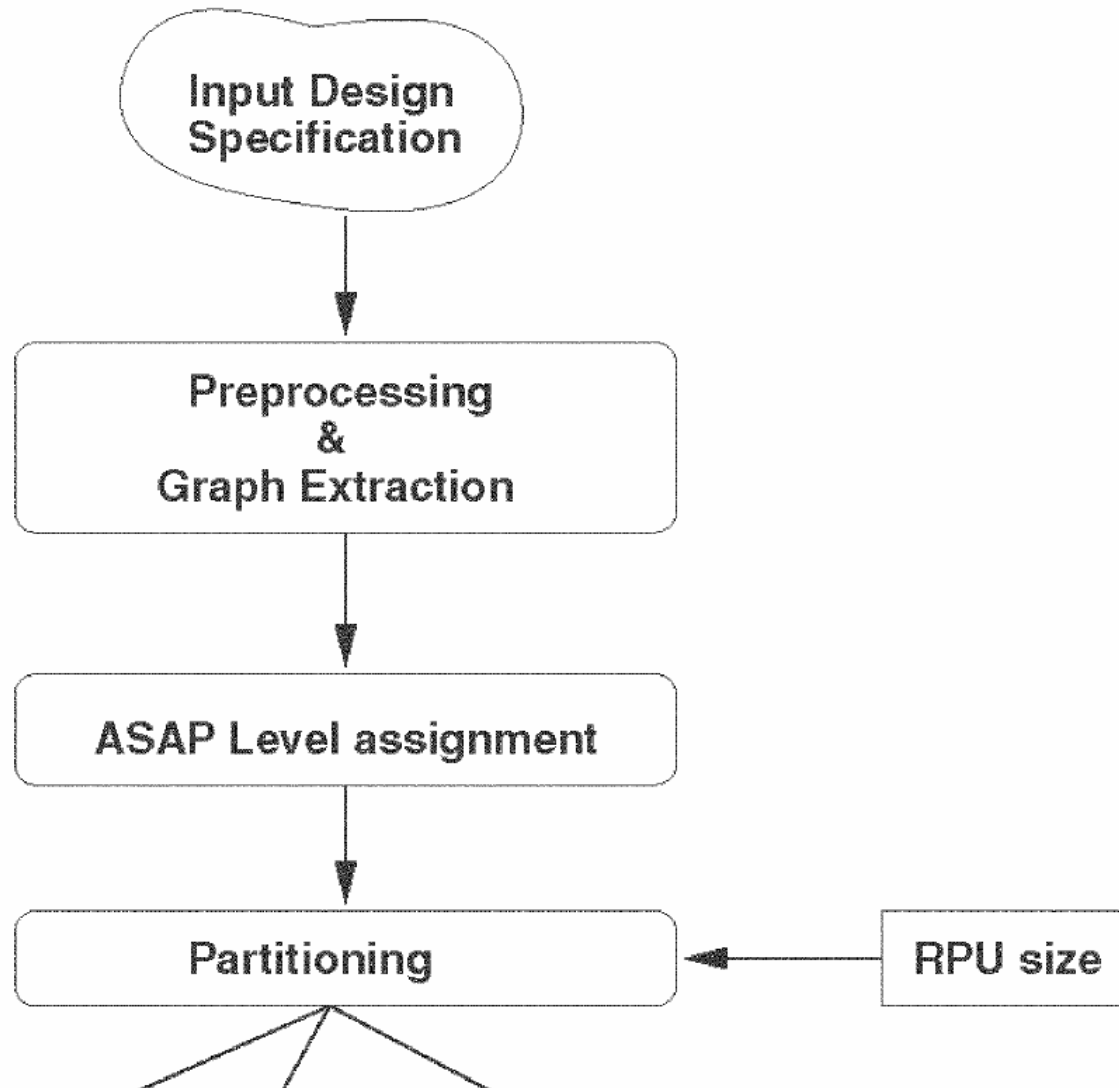 Input Design
Specification
Preprocessing
&
Graph Extraction
ASAP Level assignment
Partitioning
RPU size